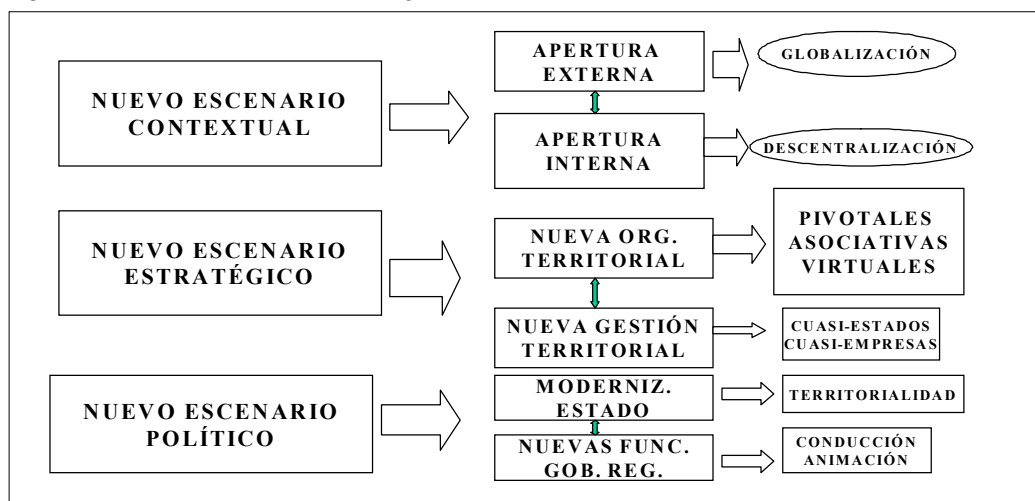 NUEVO ESCENARIO
CONTEXTUAL
APERTURA
EXTERNA
GLOBALIZACIÓN
APERTURA
INTERNA
DESCENTRALIZACIÓN
NUEVO ESCENARIO
ESTRATÉGICO
NUEVA ORG.
TERRITORIAL
PIVOTALES
ASOCIATIVAS
VIRTUALES
NUEVA GESTIÓN
TERRITORIAL
CUASI-ESTADOS
CUASI-EMPRESAS
NUEVO ESCENARIO
POLÍTICO
MODERNIZ.
ESTADO
TERRITORIALIDAD
NUEVAS FUNC.
GOB. REG.
CONDUCCIÓN
ANIMACIÓN